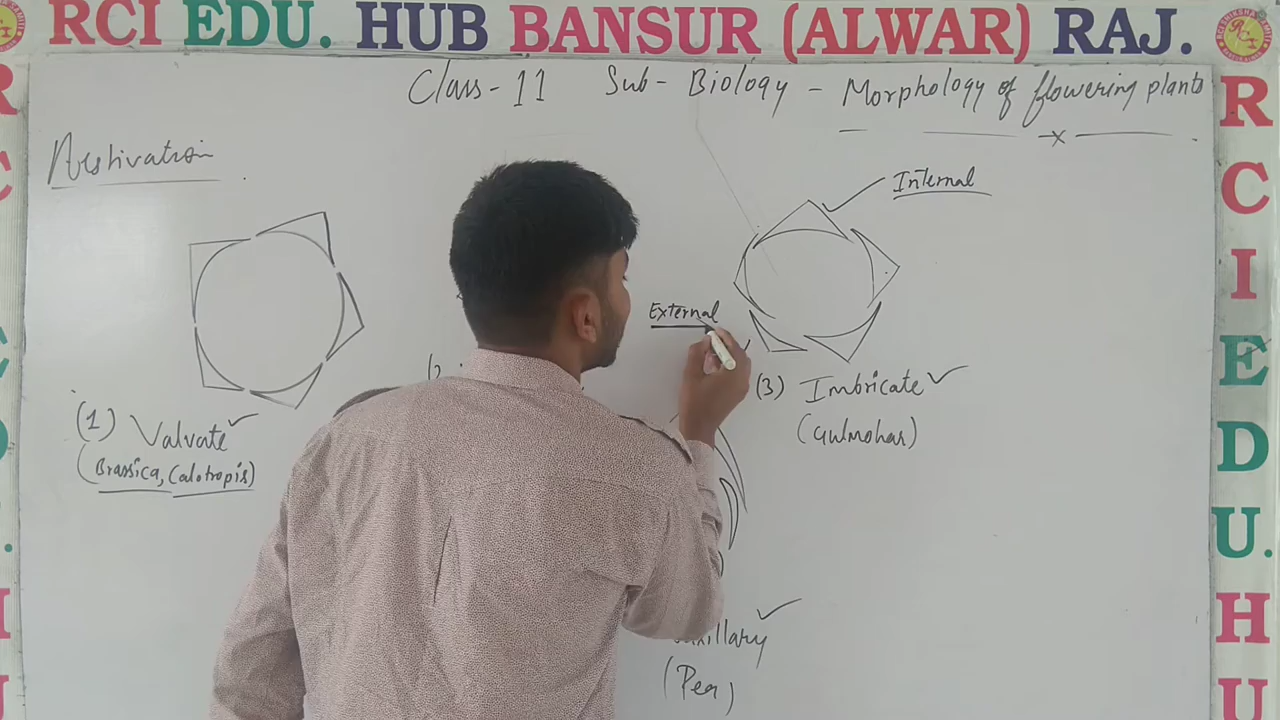 RCI EDU. HUB BANSUR (ALWAR) RAJ.
Class-11 Sub- Biology - Morphology of flowering plants
x
Aestivation
Internal
External
(1) Valvate
(Brassica, Calotropis)
(3) Imbricate
(Gulmohar)
(Pea)
R
C
I
E
D
U.
H
U